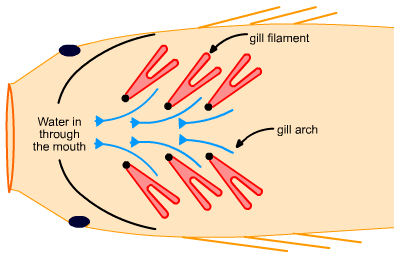 gill filament
Water in
through
the mouth
gill arch